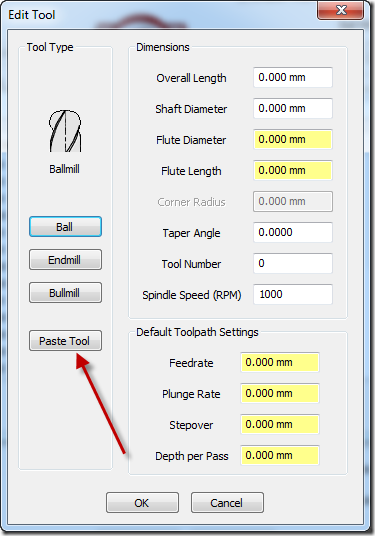 Edit Tool
Tool Type
Ballmill
Ball
Endmill
Bullmill
Paste Tool
Dimensions
Overall Length 0.000 mm
Shaft Diameter 0.000 mm
Flute Diameter 0.000 mm
Flute Length 0.000 mm
Corner Radius 0.000 mm
Taper Angle 0.0000
Tool Number 0
Spindle Speed (RPM) 1000
Default Toolpath Settings
Feedrate 0.000 mm
Plunge Rate 0.000 mm
Stepover 0.000 mm
Depth per Pass 0.000 mm
OK Cancel